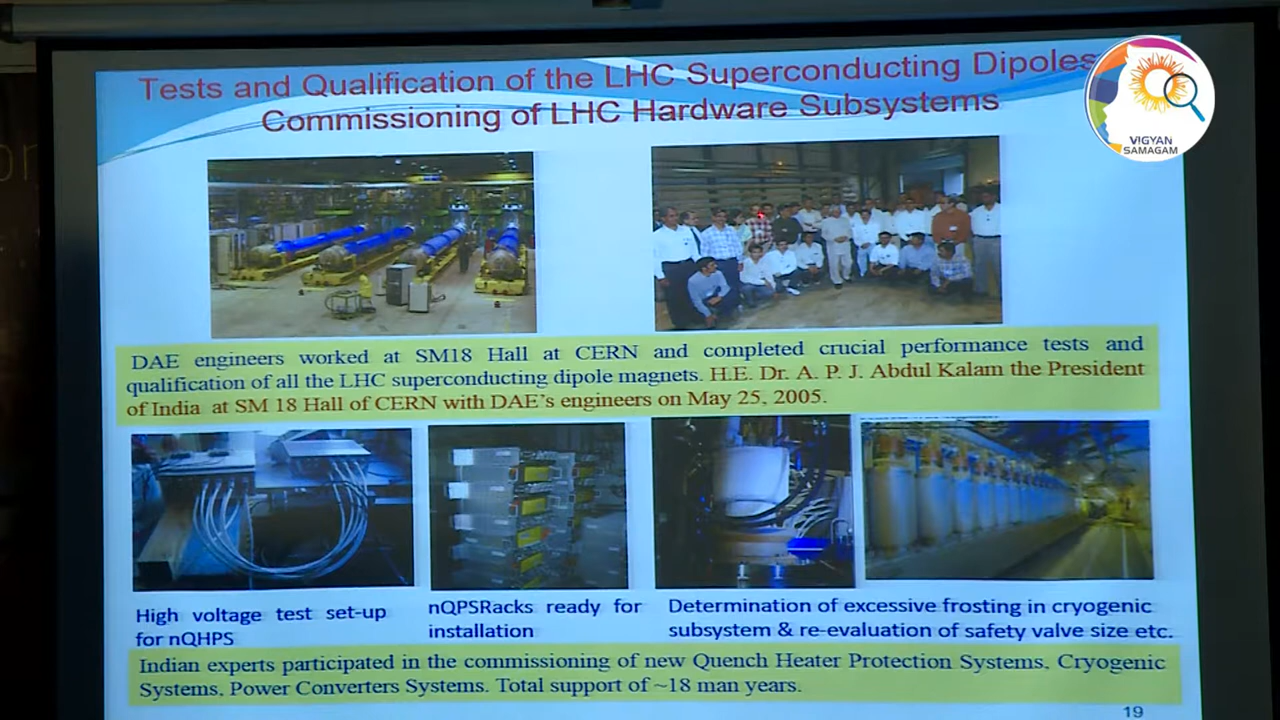 Tests and Qualification of the LHC Superconducting Dipoles
Commissioning of LHC Hardware Subsystems
VIGYAN
SAMAGAM
DAE engineers worked at SM18 Hall at CERN and completed crucial performance tests and
qualification of all the LHC superconducting dipole magnets. H.E. Dr. A. P. J. Abdul Kalam the President
of India at SM 18 Hall of CERN with DAE's engineers on May 25, 2005.
High voltage test set-up
for nQHPS
nQPSRacks ready for
installation
Determination of excessive frosting in cryogenic
subsystem & re-evaluation of safety valve size etc.
Indian experts participated in the commissioning of new Quench Heater Protection Systems, Cryogenic
Systems, Power Converters Systems. Total support of ~18 man years.
19